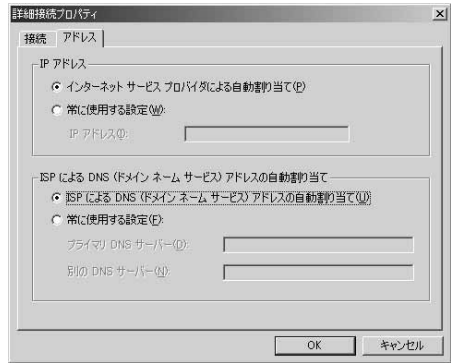 詳細接続プロパティ
接続 アドレス
IP アドレス
インターネット サービス プロバイダによる自動割り当て(P)
常に使用する設定(W):
IP アドレス(I):
ISP による DNS (ドメイン ネーム サービス) アドレスの自動割り当て
ISP による DNS (ドメイン ネーム サービス) アドレスの自動割り当て(U)
常に使用する設定(F):
プライマリ DNS サーバー(D):
別の DNS サーバー(N):
OK キャンセル